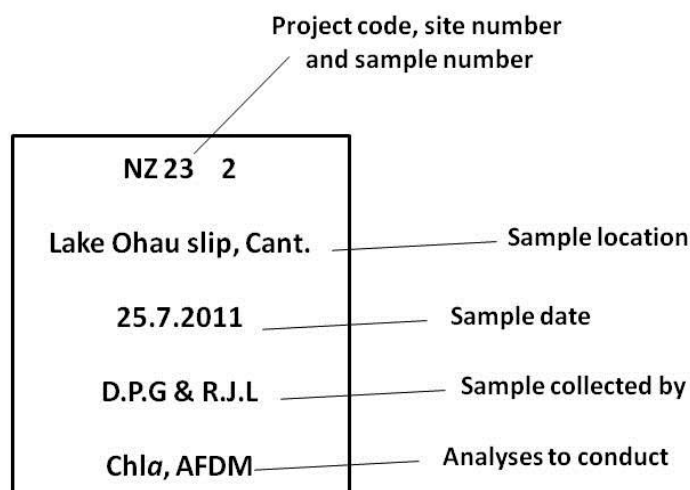 Project code, site number
and sample number
NZ 23 2
Lake Ohau slip, Cant.
Sample location
25.7.2011
Sample date
D.P.G & R.J.L
Sample collected by
Chla, AFDM
Analyses to conduct